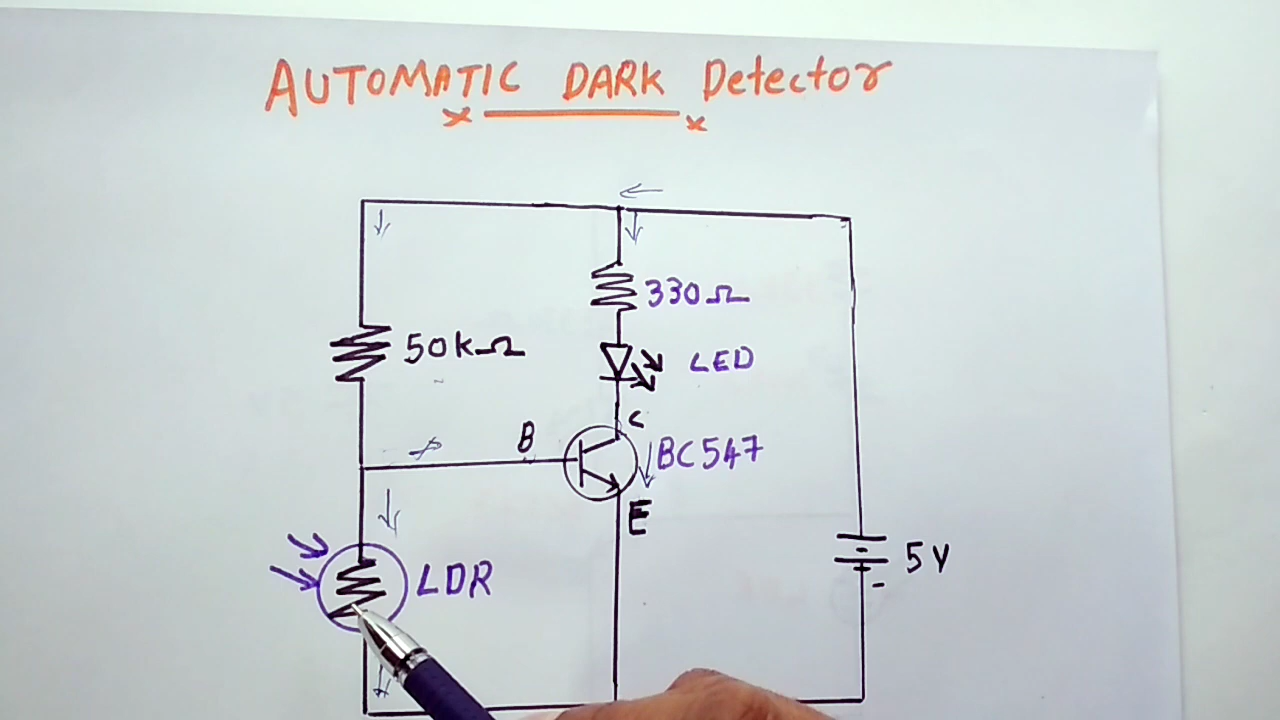 AUTOMATIC DARK Detector
330Ω
50kΩ
LED
C
B
BC547
E
5V
-
LDR